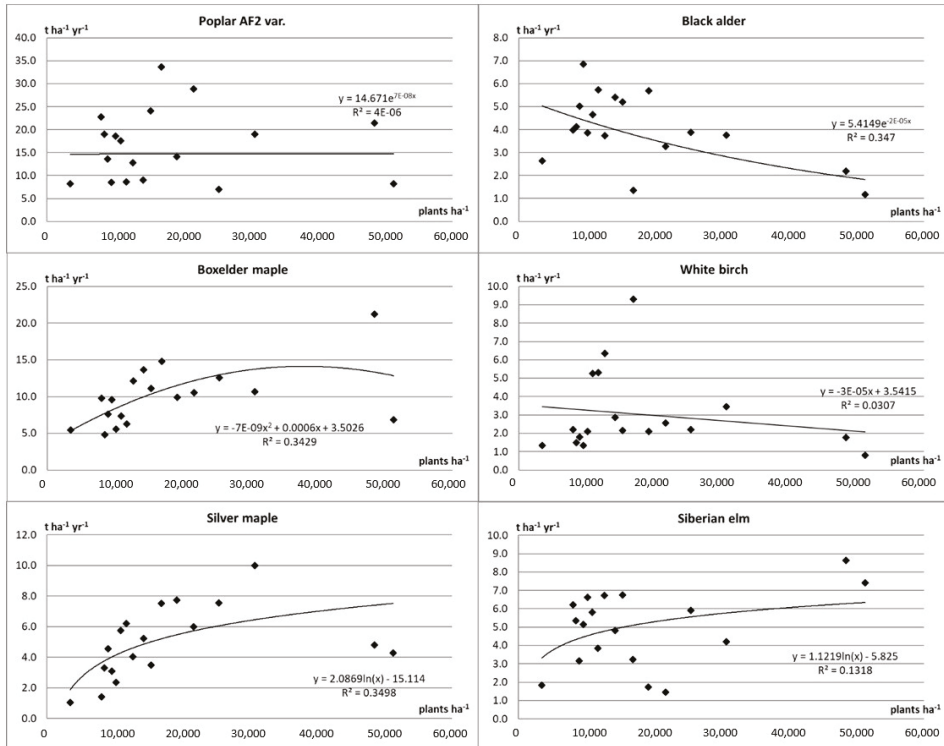 Poplar AF2 var.
t ha⁻¹ yr⁻¹
40.0
35.0
30.0
25.0
20.0
15.0
10.0
5.0
0.0
y = 14.671e^7E-08x
R² = 4E-06
plants ha⁻¹
0 10,000 20,000 30,000 40,000 50,000 60,000
Black alder
t ha⁻¹ yr⁻¹
8.0
7.0
6.0
5.0
4.0
3.0
2.0
1.0
0.0
y = 5.4149e^-2E-05x
R² = 0.347
plants ha⁻¹
0 10,000 20,000 30,000 40,000 50,000 60,000
Boxelder maple
t ha⁻¹ yr⁻¹
25.0
20.0
15.0
10.0
5.0
0.0
y = -7E-09x² + 0.0006x + 3.5026
R² = 0.3429
plants ha⁻¹
0 10,000 20,000 30,000 40,000 50,000 60,000
White birch
t ha⁻¹ yr⁻¹
10.0
9.0
8.0
7.0
6.0
5.0
4.0
3.0
2.0
1.0
0.0
y = -3E-05x + 3.5415
R² = 0.0307
plants ha⁻¹
0 10,000 20,000 30,000 40,000 50,000 60,000
Silver maple
t ha⁻¹ yr⁻¹
12.0
10.0
8.0
6.0
4.0
2.0
0.0
y = 2.0869ln(x) - 15.114
R² = 0.3498
plants ha⁻¹
0 10,000 20,000 30,000 40,000 50,000 60,000
Siberian elm
t ha⁻¹ yr⁻¹
10.0
9.0
8.0
7.0
6.0
5.0
4.0
3.0
2.0
1.0
0.0
y = 1.1219ln(x) - 5.825
R² = 0.1318
plants ha⁻¹
0 10,000 20,000 30,000 40,000 50,000 60,000